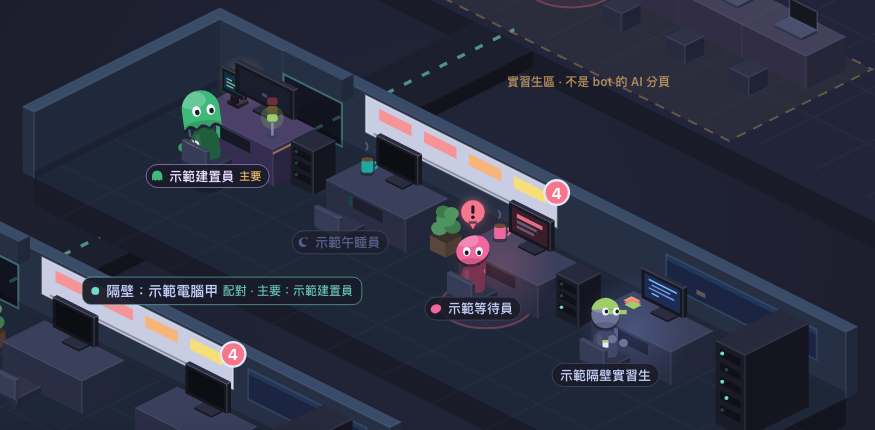 實習生區 · 不是 bot 的 AI 分頁
示範建置員 主要
4
示範午睡員
!
隔壁：示範電腦甲 配對 · 主要：示範建置員
示範等待員
4
示範隔壁實習生